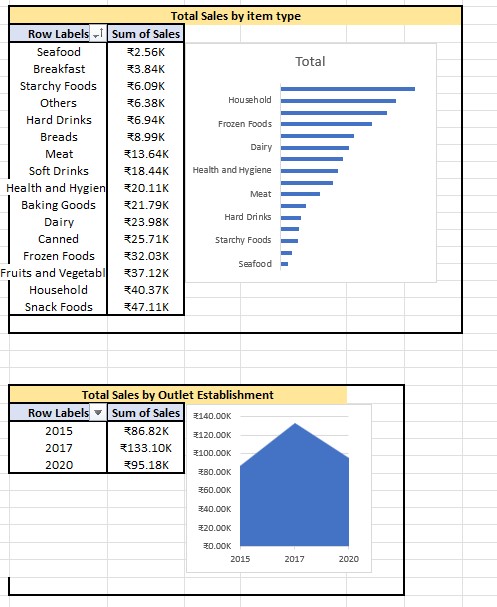 Total Sales by item type
Row Labels Sum of Sales
Seafood ₹2.56K
Breakfast ₹3.84K
Starchy Foods ₹6.09K
Others ₹6.38K
Hard Drinks ₹6.94K
Breads ₹8.99K
Meat ₹13.64K
Soft Drinks ₹18.44K
Health and Hygien ₹20.11K
Baking Goods ₹21.79K
Dairy ₹23.98K
Canned ₹25.71K
Frozen Foods ₹32.03K
Fruits and Vegetabl ₹37.12K
Household ₹40.37K
Snack Foods ₹47.11K
Total
Household
Frozen Foods
Dairy
Health and Hygiene
Meat
Hard Drinks
Starchy Foods
Seafood
Total Sales by Outlet Establishment
Row Labels Sum of Sales
2015 ₹86.82K
2017 ₹133.10K
2020 ₹95.18K
₹140.00K
₹120.00K
₹100.00K
₹80.00K
₹60.00K
₹40.00K
₹20.00K
₹0.00K
2015 2017 2020